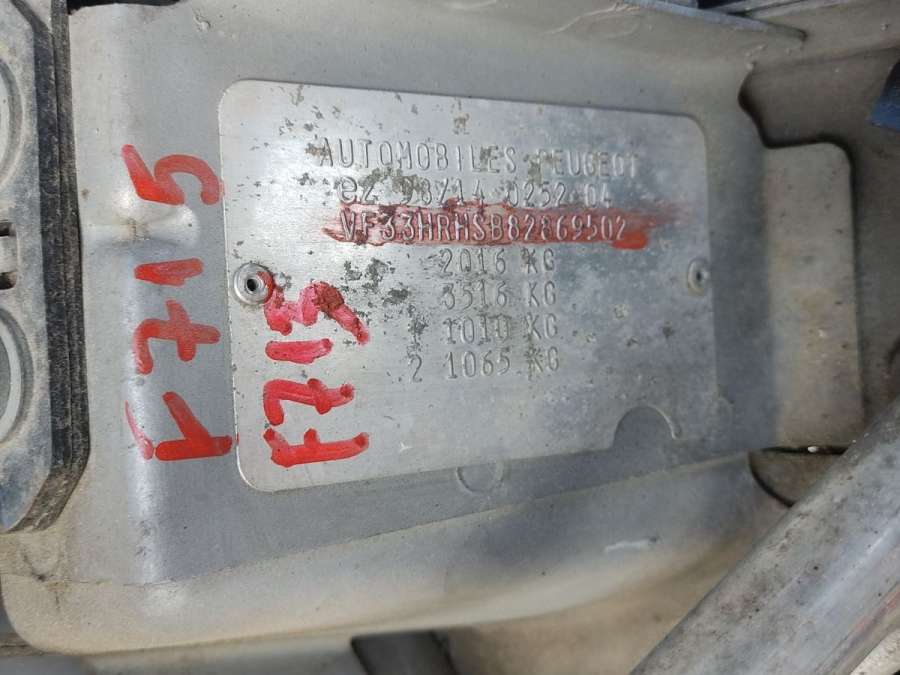 AUTOMOBILES PEUGEOT
e2*98/14*0252*04
VF33HRHSB82869502
2016 KG
3516 KG
1 1010 KG
2 1065 KG
F715
F715